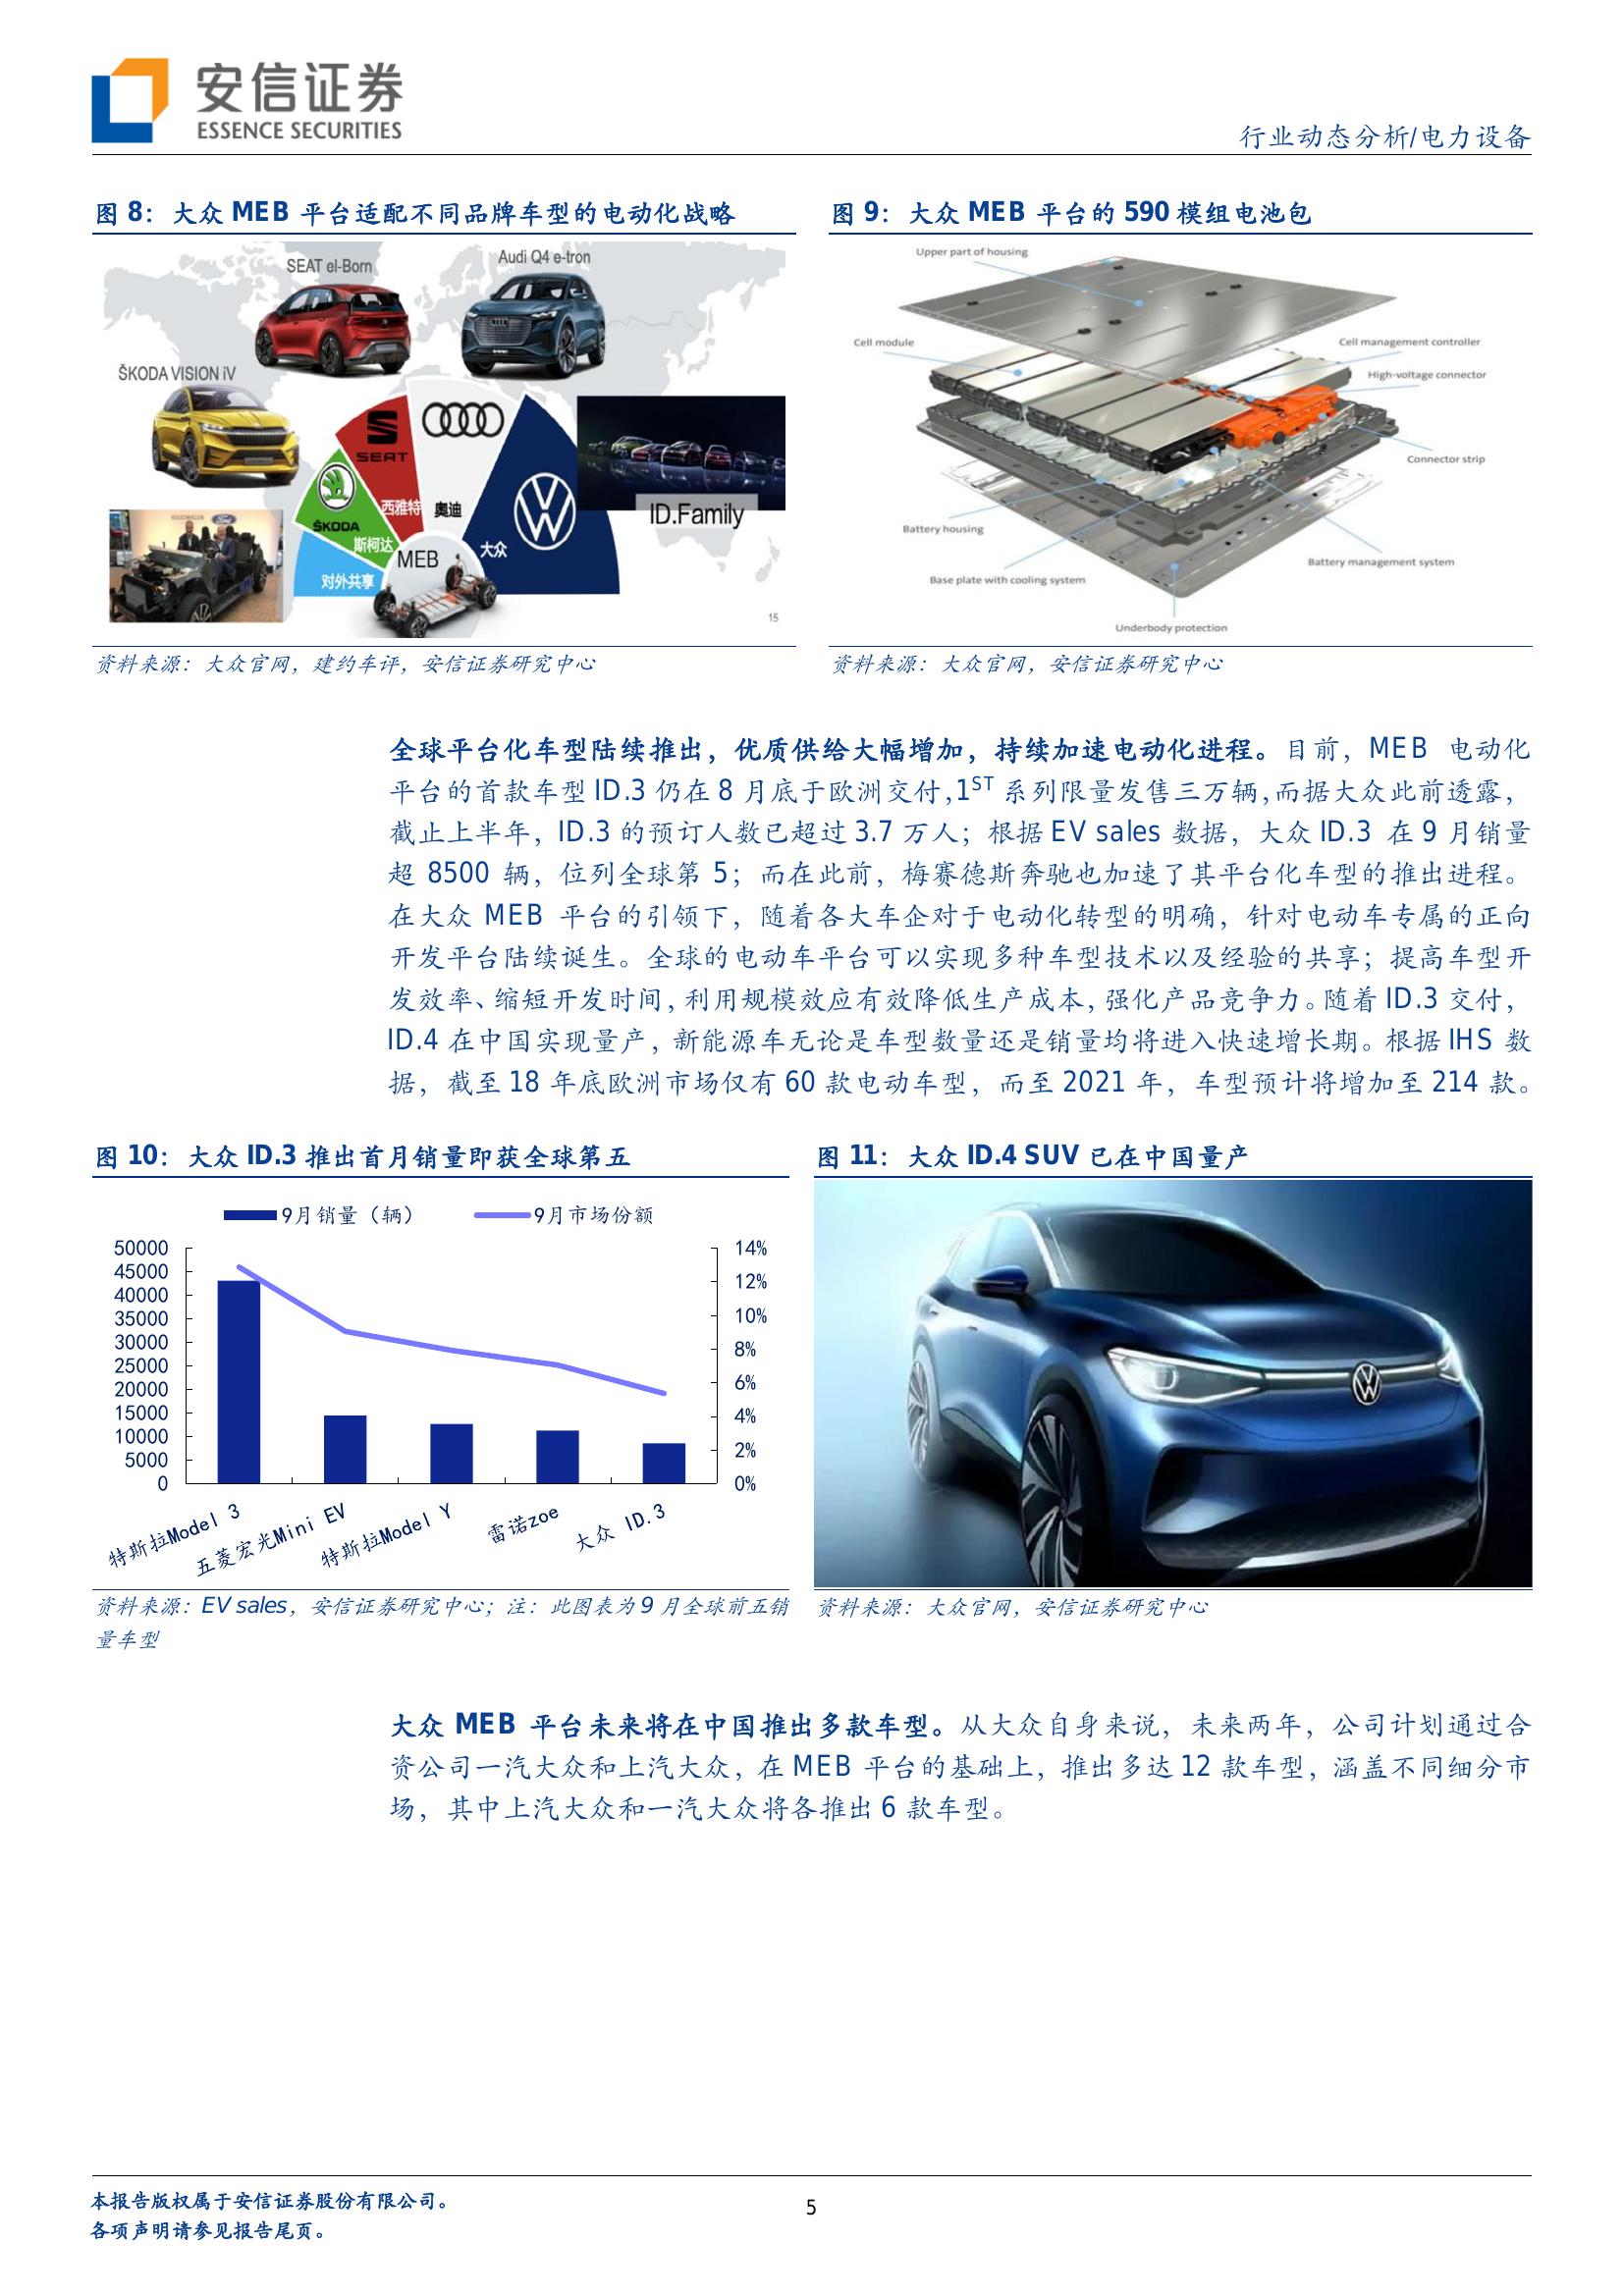 安信证券
ESSENCE SECURITIES
行业动态分析/电力设备
图 8：大众 MEB 平台适配不同品牌车型的电动化战略
SEAT el-Born
Audi Q4 e-tron
ŠKODA VISION iV
SEAT
西雅特
奥迪
ŠKODA
斯柯达
MEB
大众
对外共享
ID.Family
VOLKSWAGEN
Ford
15
资料来源：大众官网，建约车评，安信证券研究中心
图 9：大众 MEB 平台的 590 模组电池包
Upper part of housing
Cell module
Cell management controller
High-voltage connector
Connector strip
Battery housing
Battery management system
Base plate with cooling system
Underbody protection
资料来源：大众官网，安信证券研究中心
全球平台化车型陆续推出，优质供给大幅增加，持续加速电动化进程。目前，MEB 电动化
平台的首款车型 ID.3 仍在 8 月底于欧洲交付，1ST 系列限量发售三万辆，而据大众此前透露，
截止上半年，ID.3 的预订人数已超过 3.7 万人；根据 EV sales 数据，大众 ID.3 在 9 月销量
超 8500 辆，位列全球第 5；而在此前，梅赛德斯奔驰也加速了其平台化车型的推出进程。
在大众 MEB 平台的引领下，随着各大车企对于电动化转型的明确，针对电动车专属的正向
开发平台陆续诞生。全球的电动车平台可以实现多种车型技术以及经验的共享；提高车型开
发效率、缩短开发时间，利用规模效应有效降低生产成本，强化产品竞争力。随着 ID.3 交付，
ID.4 在中国实现量产，新能源车无论是车型数量还是销量均将进入快速增长期。根据 IHS 数
据，截至 18 年底欧洲市场仅有 60 款电动车型，而至 2021 年，车型预计将增加至 214 款。
图 10：大众 ID.3 推出首月销量即获全球第五
9月销量（辆）
9月市场份额
50000
45000
40000
35000
30000
25000
20000
15000
10000
5000
0
14%
12%
10%
8%
6%
4%
2%
0%
特斯拉Model 3
五菱宏光Mini EV
特斯拉Model Y
雷诺zoe
大众 ID.3
资料来源：EV sales，安信证券研究中心；注：此图表为 9 月全球前五销
量车型
图 11：大众 ID.4 SUV 已在中国量产
资料来源：大众官网，安信证券研究中心
大众 MEB 平台未来将在中国推出多款车型。从大众自身来说，未来两年，公司计划通过合
资公司一汽大众和上汽大众，在 MEB 平台的基础上，推出多达 12 款车型，涵盖不同细分市
场，其中上汽大众和一汽大众将各推出 6 款车型。
本报告版权属于安信证券股份有限公司。
各项声明请参见报告尾页。
5